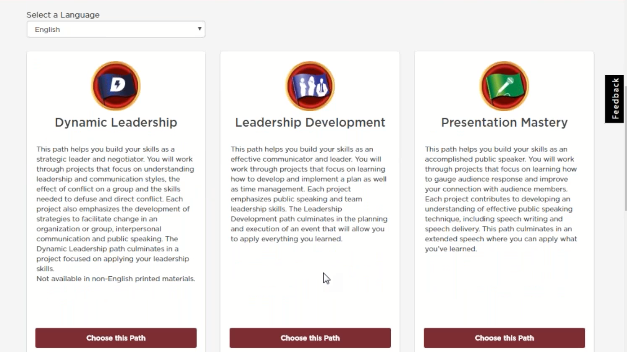 Select a Language
English
Dynamic Leadership
This path helps you build your skills as a
strategic leader and negotiator. You will work
through projects that focus on understanding
leadership and communication styles, the
effect of conflict on a group and the skills
needed to defuse and direct conflict. Each
project also emphasizes the development of
strategies to facilitate change in an
organization or group, interpersonal
communication and public speaking. The
Dynamic Leadership path culminates in a
project focused on applying your leadership
skills.
Not available in non-English printed materials.
Choose this Path
Leadership Development
This path helps you build your skills as an
effective communicator and leader. You will
work through projects that focus on learning
how to develop and implement a plan as well
as time management. Each project
emphasizes public speaking and team
leadership skills. The Leadership
Development path culminates in the planning
and execution of an event that will allow you
to apply everything you learned.
Choose this Path
Presentation Mastery
This path helps you build your skills as an
accomplished public speaker. You will work
through projects that focus on learning how
to gauge audience response and improve
your connection with audience members.
Each project contributes to developing an
understanding of effective public speaking
technique, including speech writing and
speech delivery. This path culminates in an
extended speech where you can apply what
you've learned.
Choose this Path
Feedback